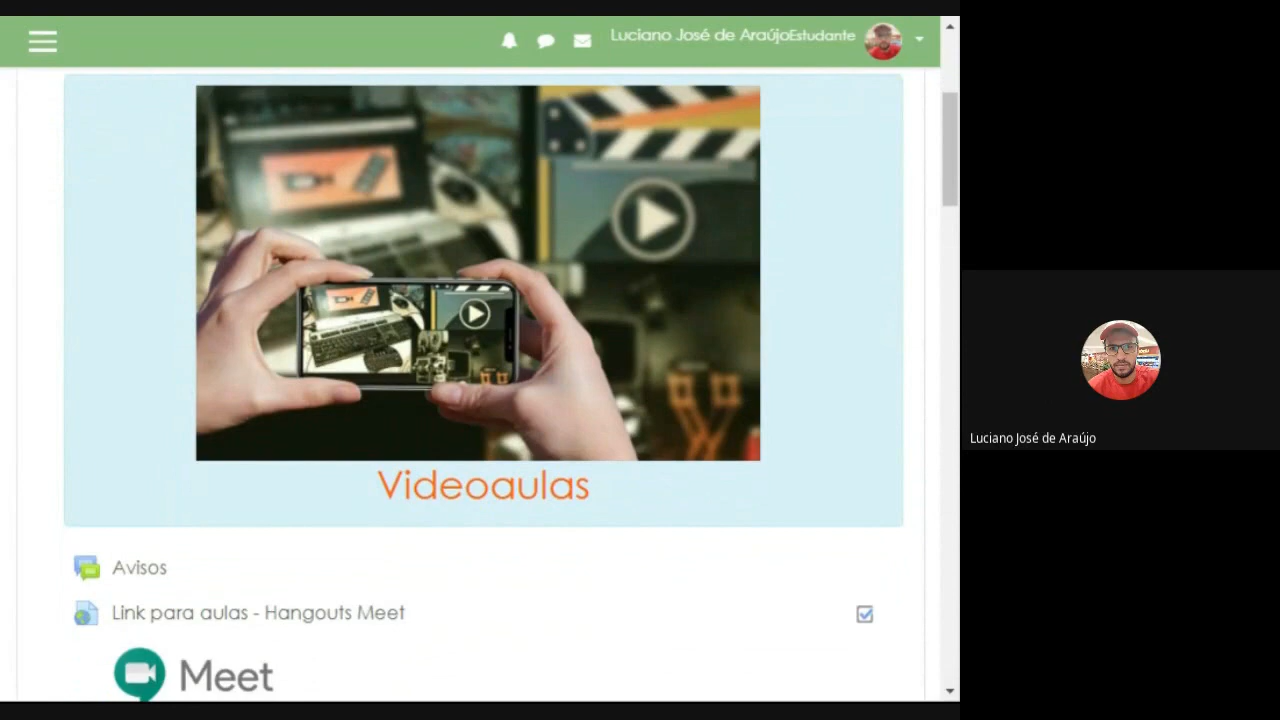 Luciano José de AraújoEstudante
Videoaulas
Avisos
Link para aulas - Hangouts Meet
Meet
Luciano José de Araújo